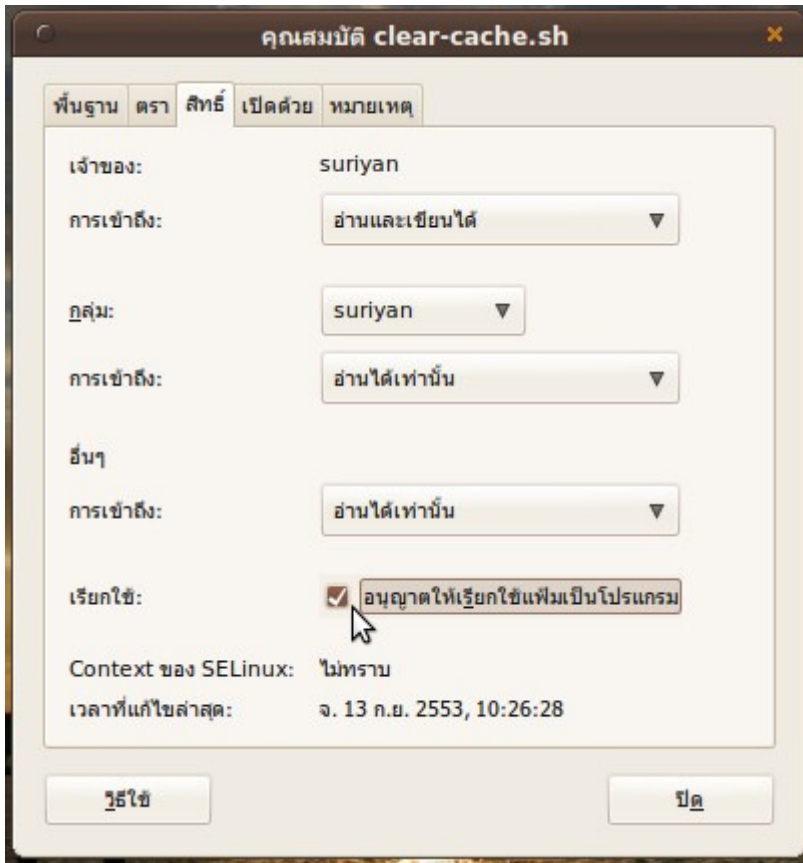 คุณสมบัติ clear-cache.sh
พื้นฐาน ตรา สิทธิ์ เปิดด้วย หมายเหตุ
เจ้าของ: suriyan
การเข้าถึง: อ่านและเขียนได้
กลุ่ม: suriyan
การเข้าถึง: อ่านได้เท่านั้น
อื่นๆ
การเข้าถึง: อ่านได้เท่านั้น
เรียกใช้: อนุญาตให้เรียกใช้แฟ้มเป็นโปรแกรม
Context ของ SELinux: ไม่ทราบ
เวลาที่แก้ไขล่าสุด: จ. 13 ก.ย. 2553, 10:26:28
วิธีใช้ ปิด